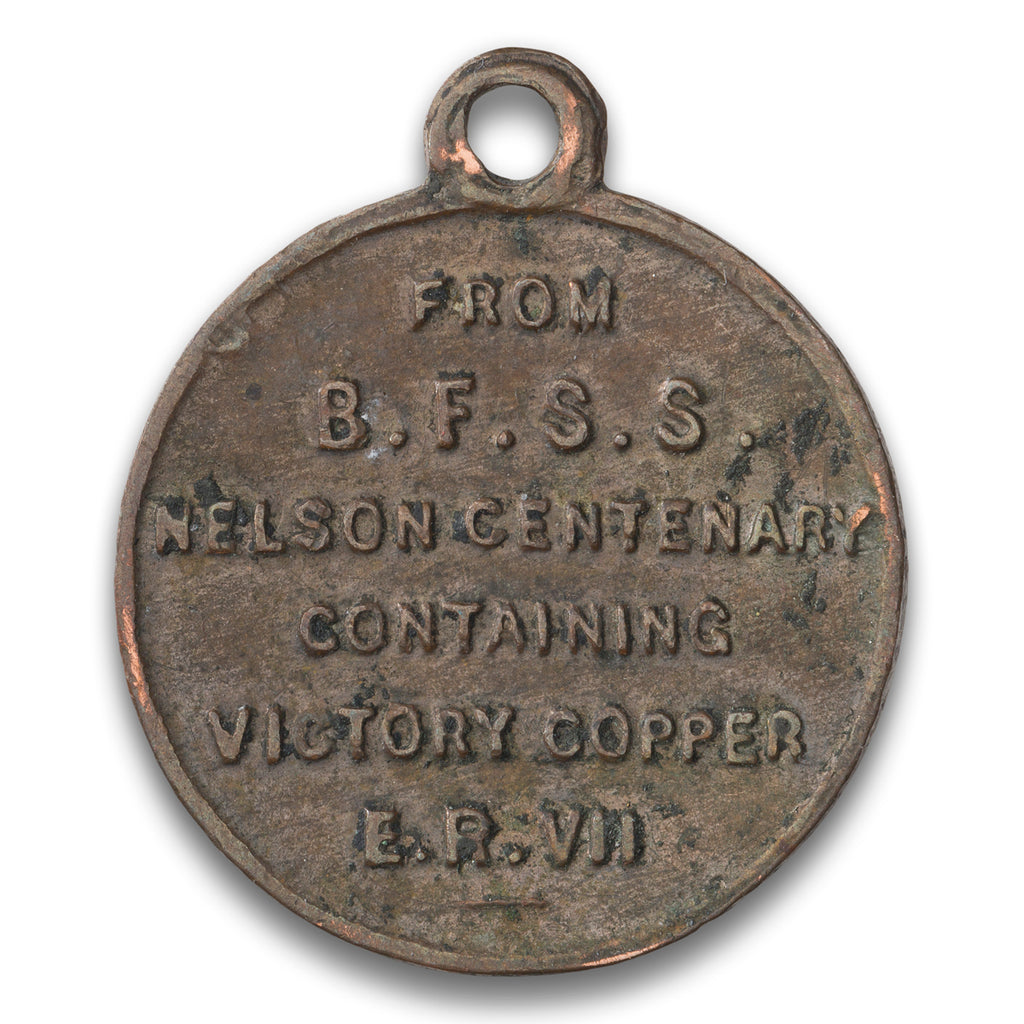 FROM
B.F.S.S.
NELSON CENTENARY
CONTAINING
VICTORY COPPER
E.R.VII